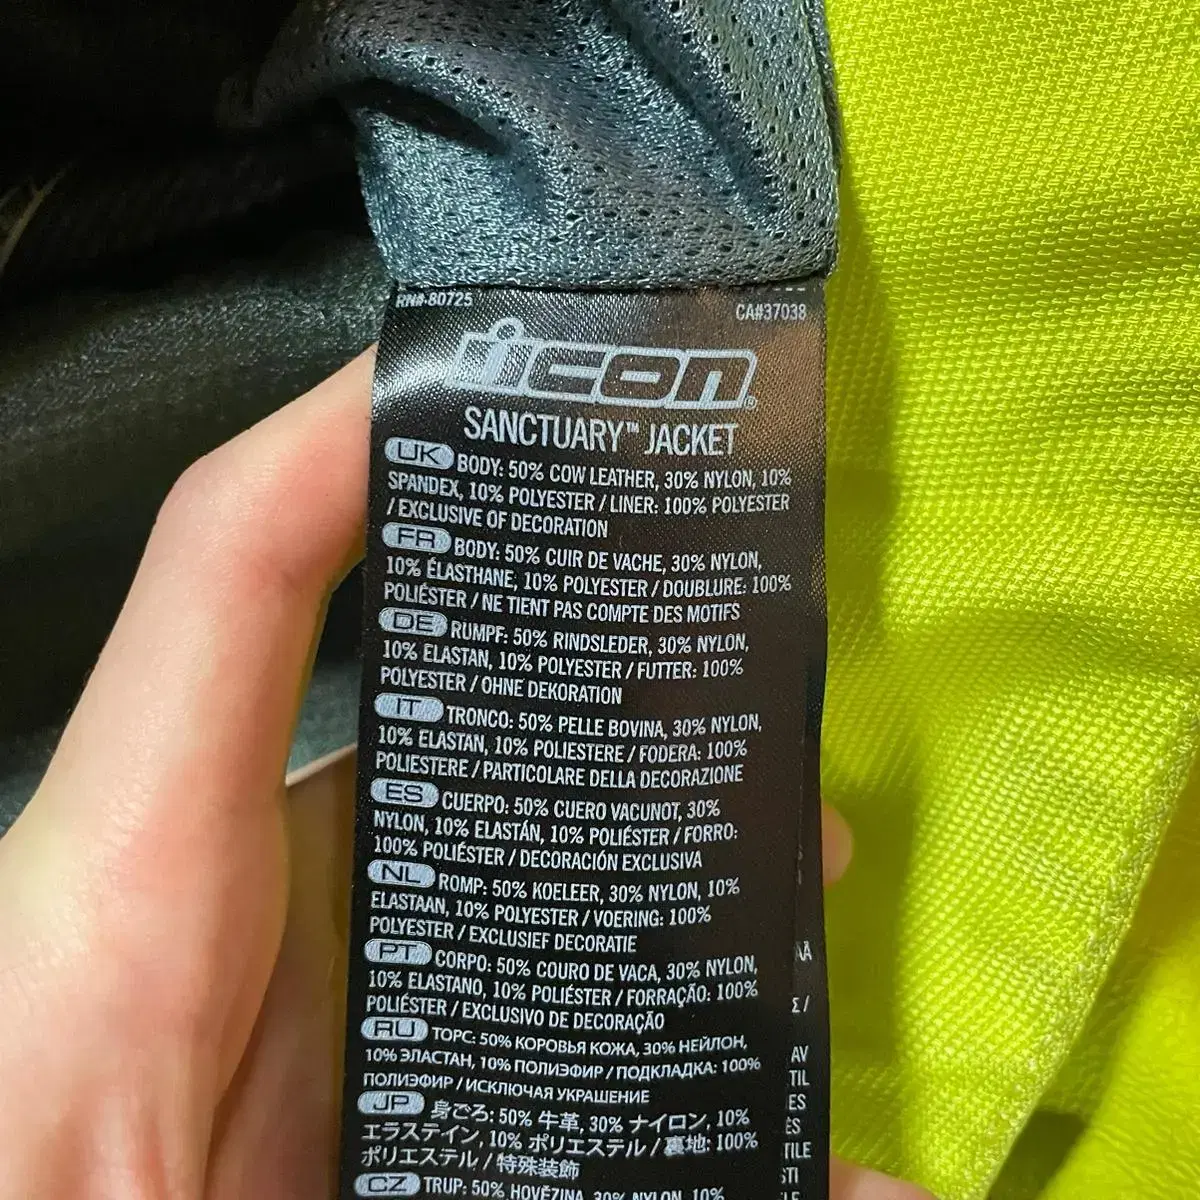 RN# 80725
CA#37038
icon
SANCTUARY™ JACKET
UK BODY: 50% COW LEATHER, 30% NYLON, 10%
SPANDEX, 10% POLYESTER / LINER: 100% POLYESTER
/ EXCLUSIVE OF DECORATION
FR BODY: 50% CUIR DE VACHE, 30% NYLON,
10% ÉLASTHANE, 10% POLYESTER / DOUBLURE: 100%
POLIÉSTER / NE TIENT PAS COMPTE DES MOTIFS
DE RUMPF: 50% RINDSLEDER, 30% NYLON,
10% ELASTAN, 10% POLYESTER / FUTTER: 100%
POLYESTER / OHNE DEKORATION
IT TRONCO: 50% PELLE BOVINA, 30% NYLON,
10% ELASTAN, 10% POLIESTERE / FODERA: 100%
POLIESTERE / PARTICOLARE DELLA DECORAZIONE
ES CUERPO: 50% CUERO VACUNOT, 30%
NYLON, 10% ELASTÁN, 10% POLIÉSTER / FORRO:
100% POLIÉSTER / DECORACIÓN EXCLUSIVA
NL ROMP: 50% KOELEER, 30% NYLON, 10%
ELASTAAN, 10% POLYESTER / VOERING: 100%
POLYESTER / EXCLUSIEF DECORATIE
PT CORPO: 50% COURO DE VACA, 30% NYLON,
10% ELASTANO, 10% POLIÉSTER / FORRAÇÃO: 100%
POLIÉSTER / EXCLUSIVO DE DECORAÇÃO
RU ТОРС: 50% КОРОВЬЯ КОЖА, 30% НЕЙЛОН,
10% ЭЛАСТАН, 10% ПОЛИЭФИР / ПОДКЛАДКА: 100%
ПОЛИЭФИР / ИСКЛЮЧАЯ УКРАШЕНИЕ
JP 身ごろ: 50% 牛革, 30% ナイロン, 10%
エラステイン, 10% ポリエステル / 裏地: 100%
ポリエステル / 特殊装飾
CZ TRUP: 50% HOVĚZINA, 30% NYLON, 10%